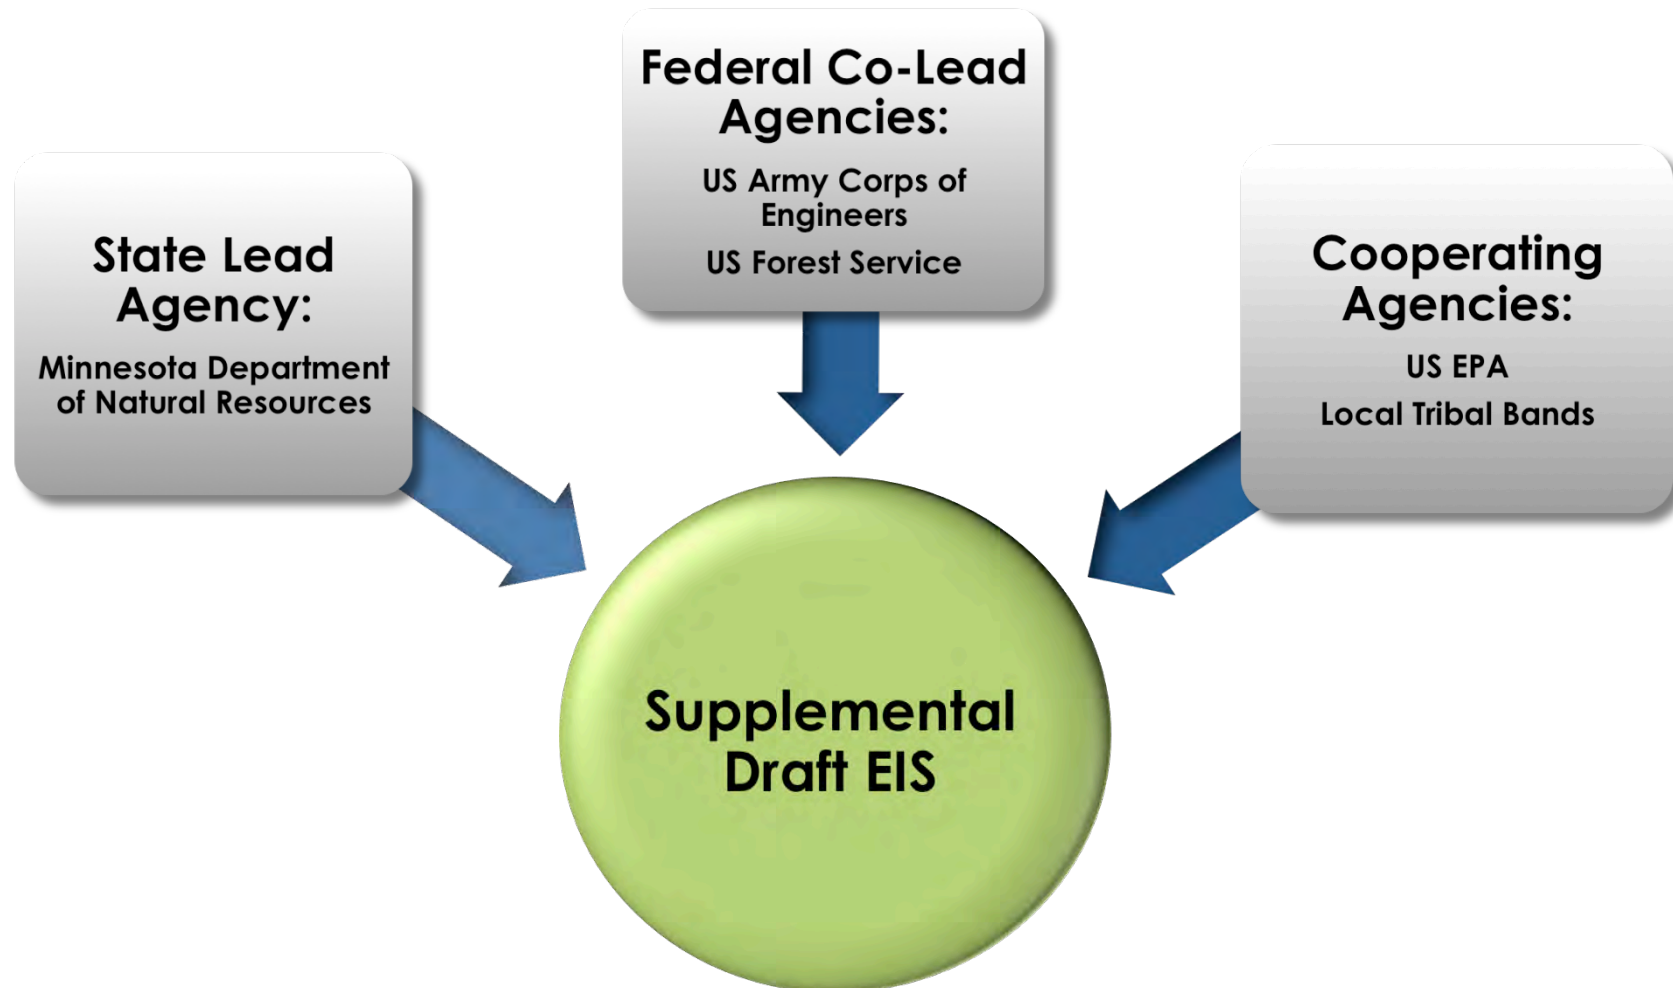 State Lead
Agency:
Minnesota Department
of Natural Resources
Federal Co-Lead
Agencies:
US Army Corps of
Engineers
US Forest Service
Cooperating
Agencies:
US EPA
Local Tribal Bands
Supplemental
Draft EIS